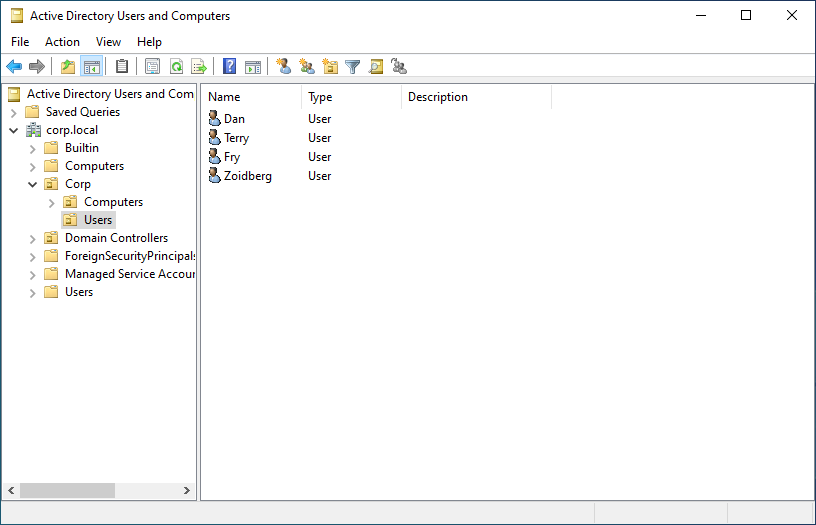 Active Directory Users and Computers
File Action View Help
Active Directory Users and Com
Saved Queries
corp.local
Builtin
Computers
Corp
Computers
Users
Domain Controllers
ForeignSecurityPrincipals
Managed Service Accour
Users
Name Type Description
Dan User
Terry User
Fry User
Zoidberg User